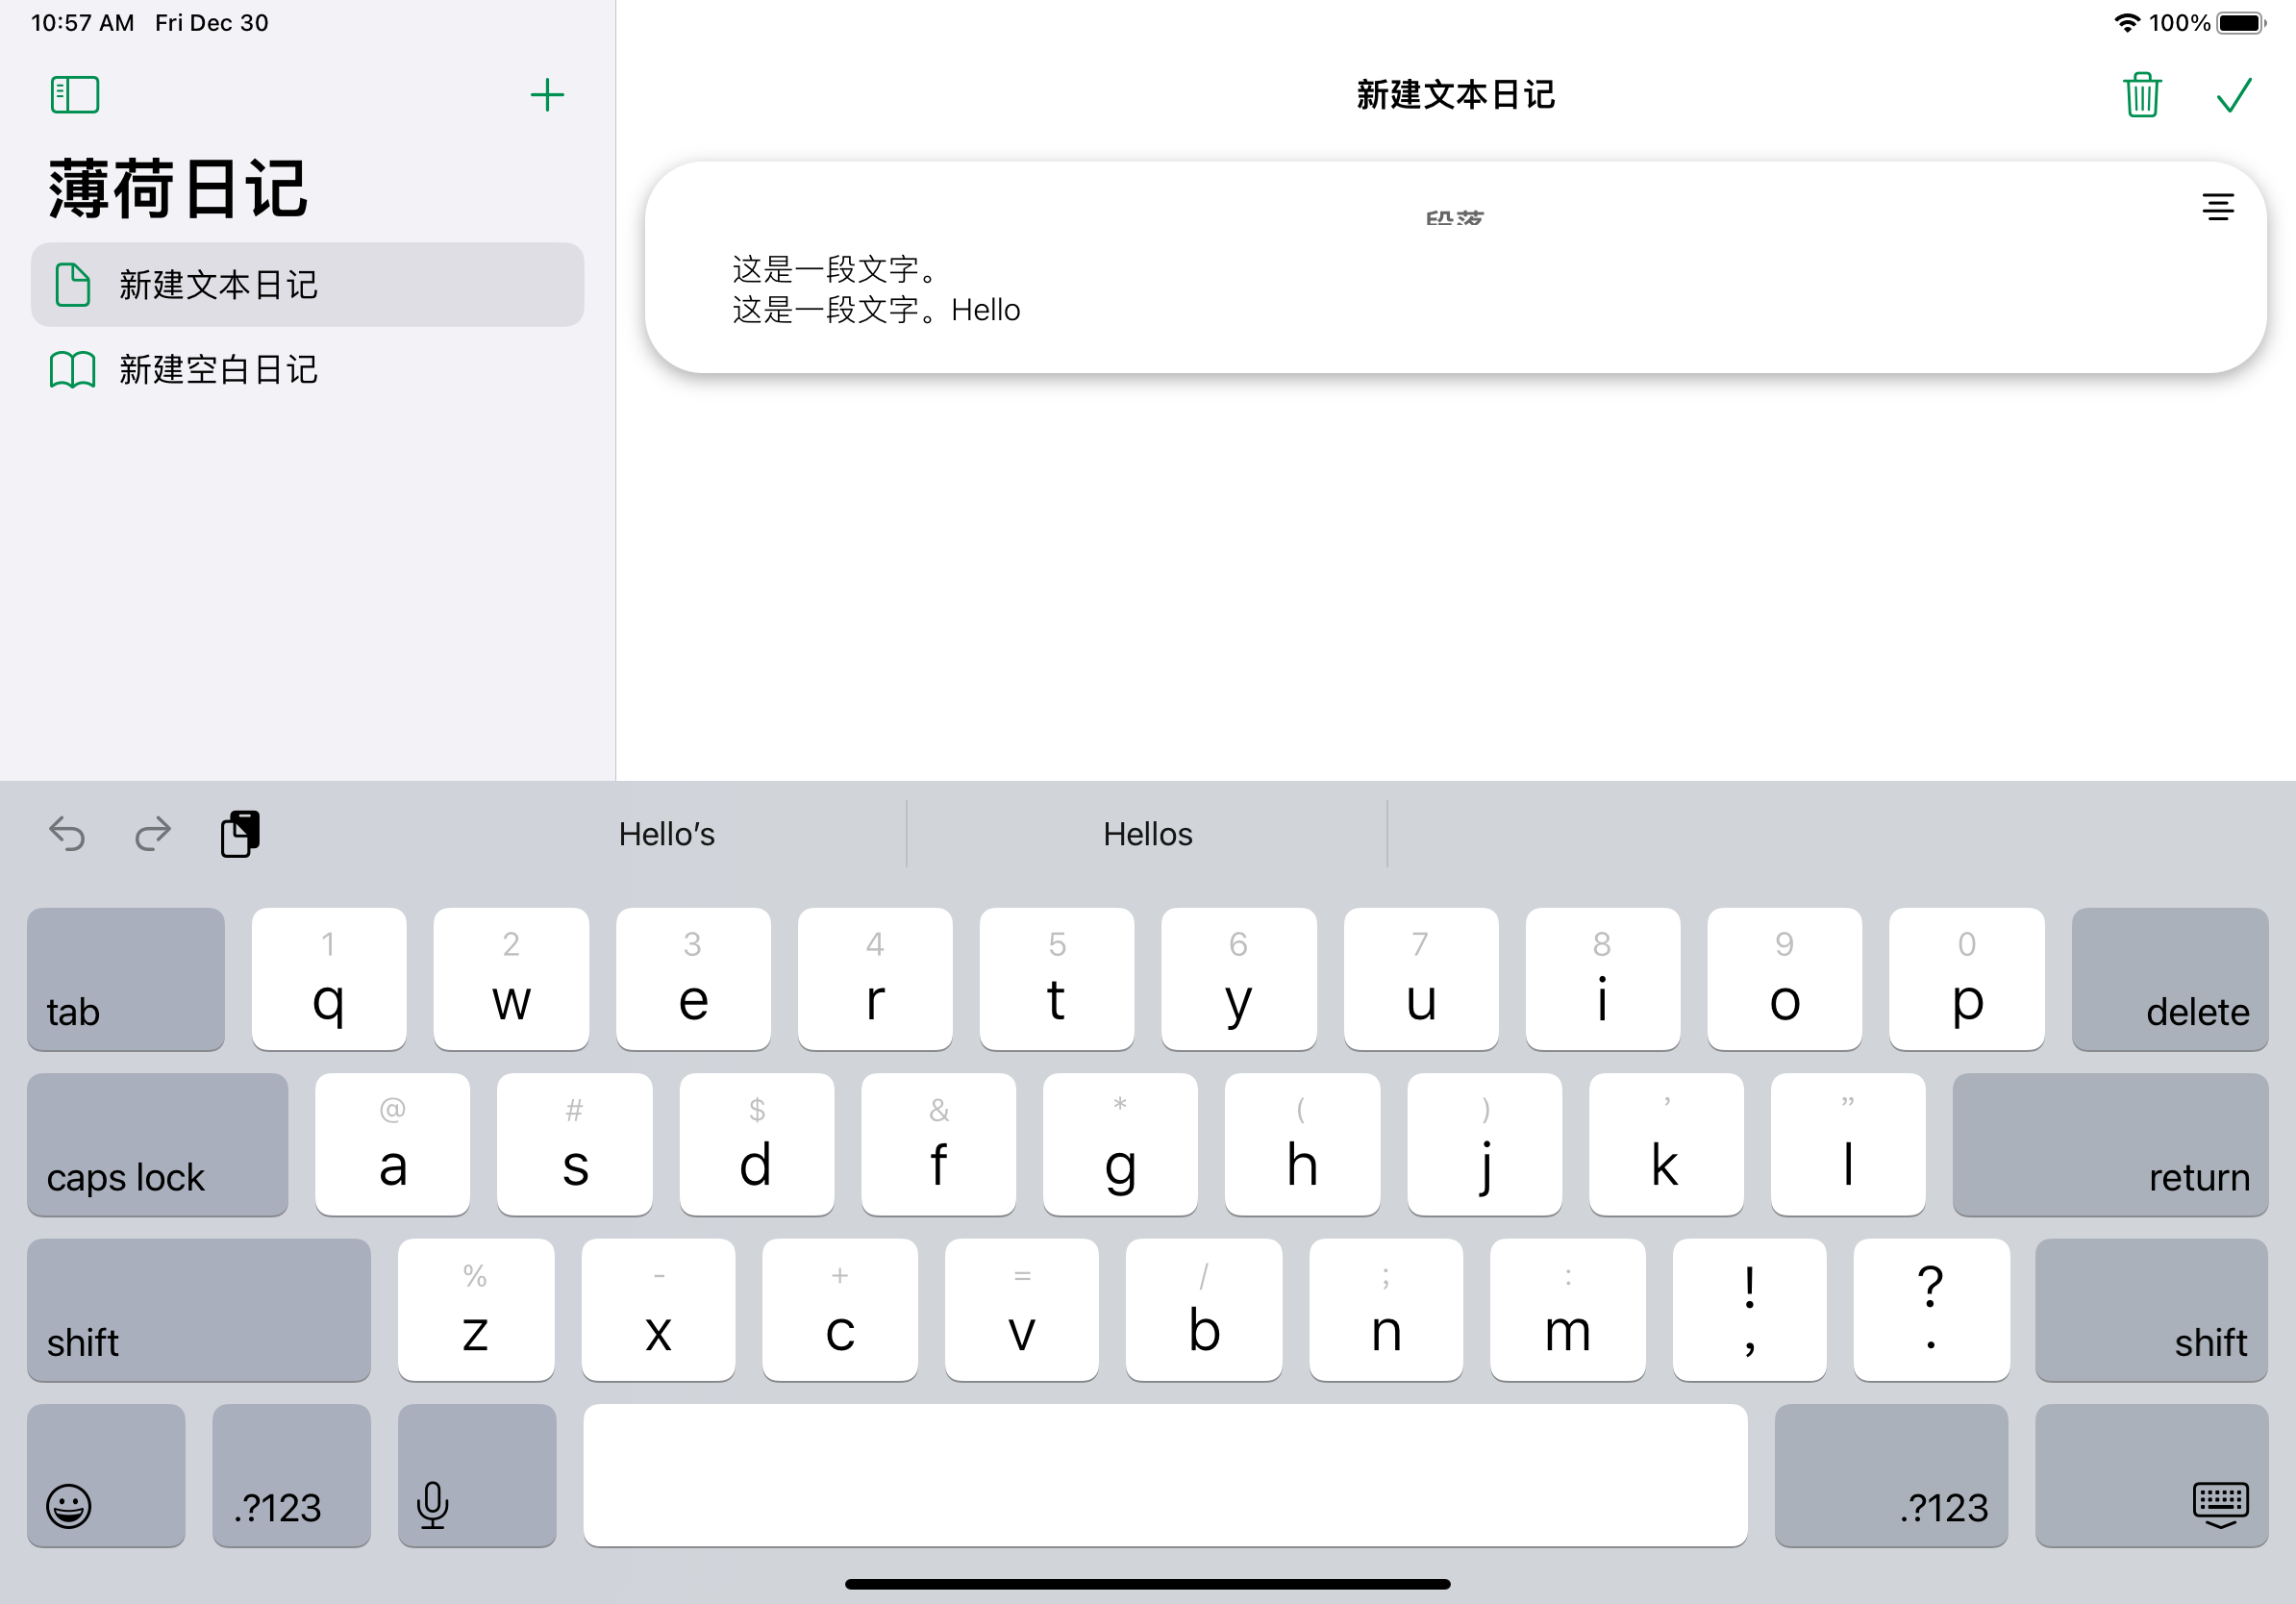 10:57 AM Fri Dec 30
100%
薄荷日记
新建文本日记
新建空白日记
新建文本日记
段落
这是一段文字。
这是一段文字。Hello
Hello’s Hellos
tab 1 q 2 w 3 e 4 r 5 t 6 y 7 u 8 i 9 o 0 p delete
caps lock @ a # s $ d & f * g ( h ) j ’ k ” l return
shift % z - x + c = v / b ; n : m ! , ? . shift
.?123 .?123